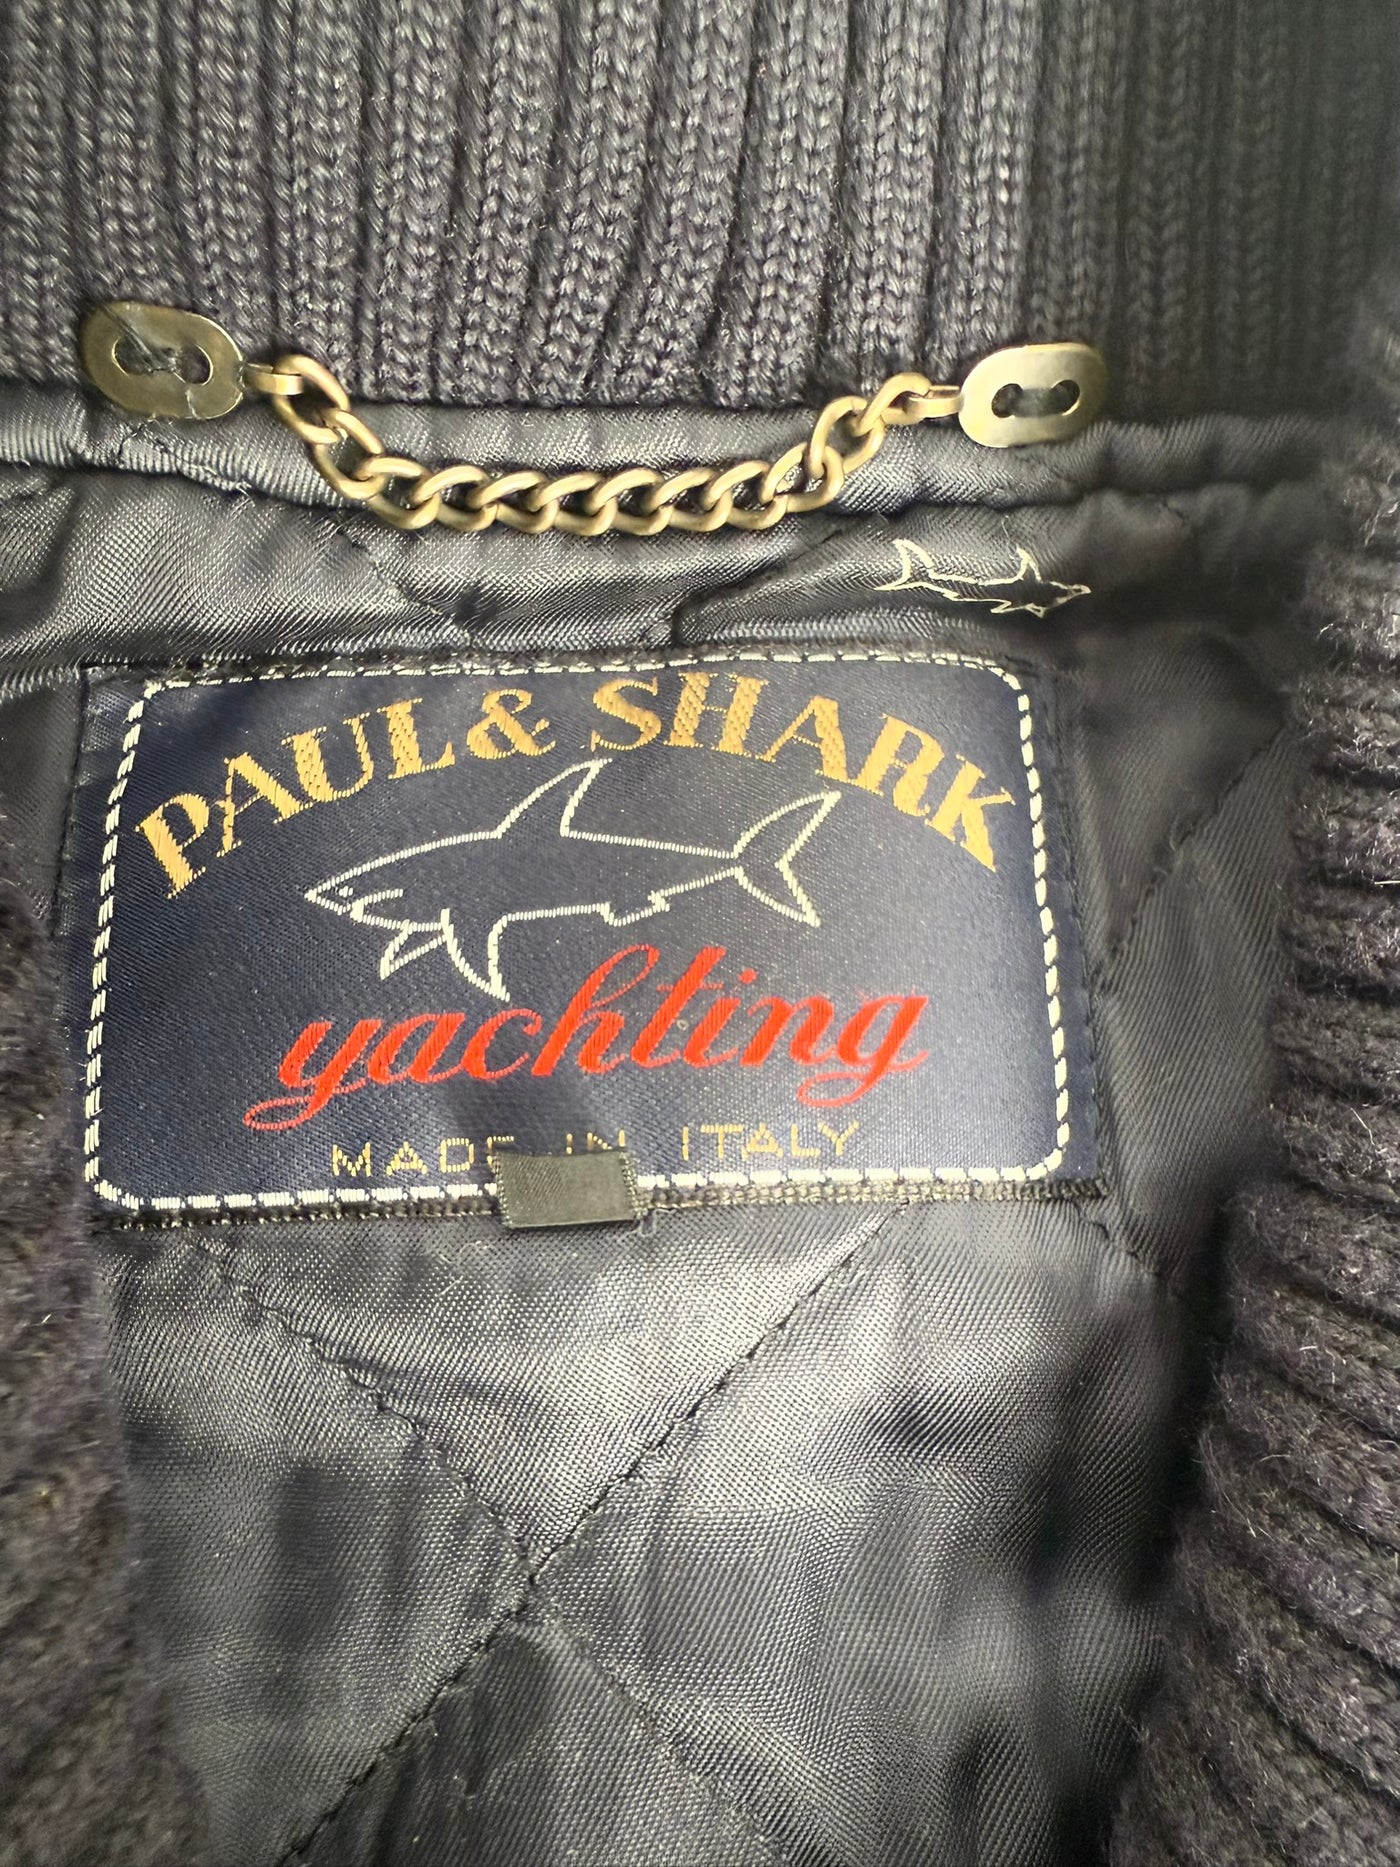 PAUL & SHARK
yachting
MADE IN ITALY